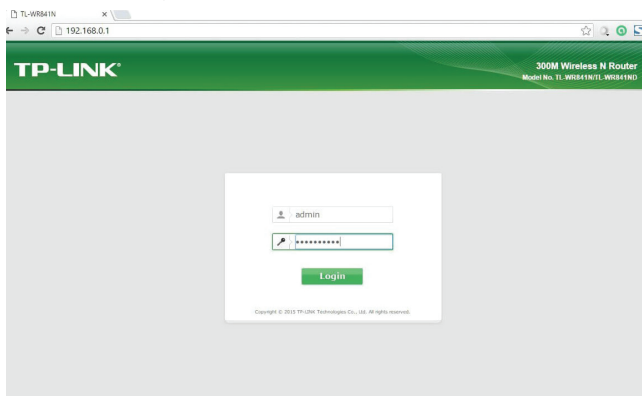 TL-WR841N
192.168.0.1
TP-LINK®
300M Wireless N Router
Model No. TL-WR841N/TL-WR841ND
admin
••••••••••
Login
Copyright © 2015 TP-LINK Technologies Co., Ltd. All rights reserved.